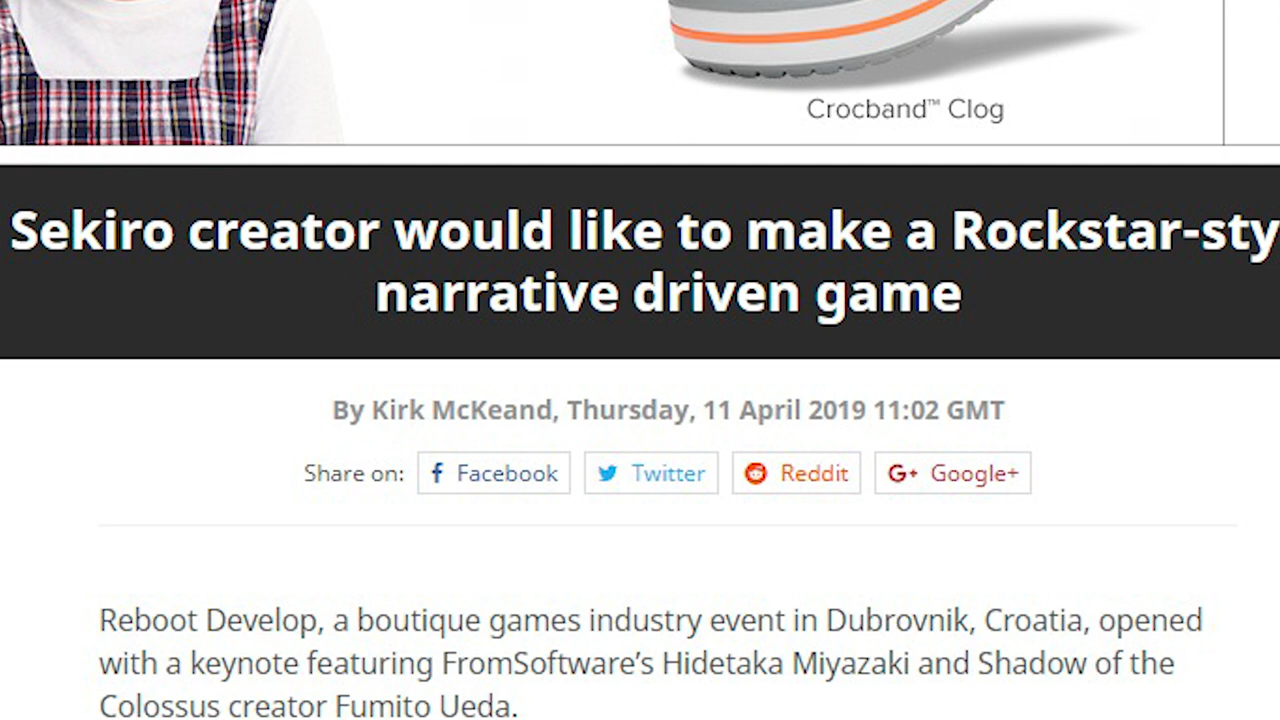 Crocband™ Clog
Sekiro creator would like to make a Rockstar-sty
narrative driven game
By Kirk McKeand, Thursday, 11 April 2019 11:02 GMT
Share on: Facebook Twitter Reddit G+ Google+
Reboot Develop, a boutique games industry event in Dubrovnik, Croatia, opened
with a keynote featuring FromSoftware’s Hidetaka Miyazaki and Shadow of the
Colossus creator Fumito Ueda.